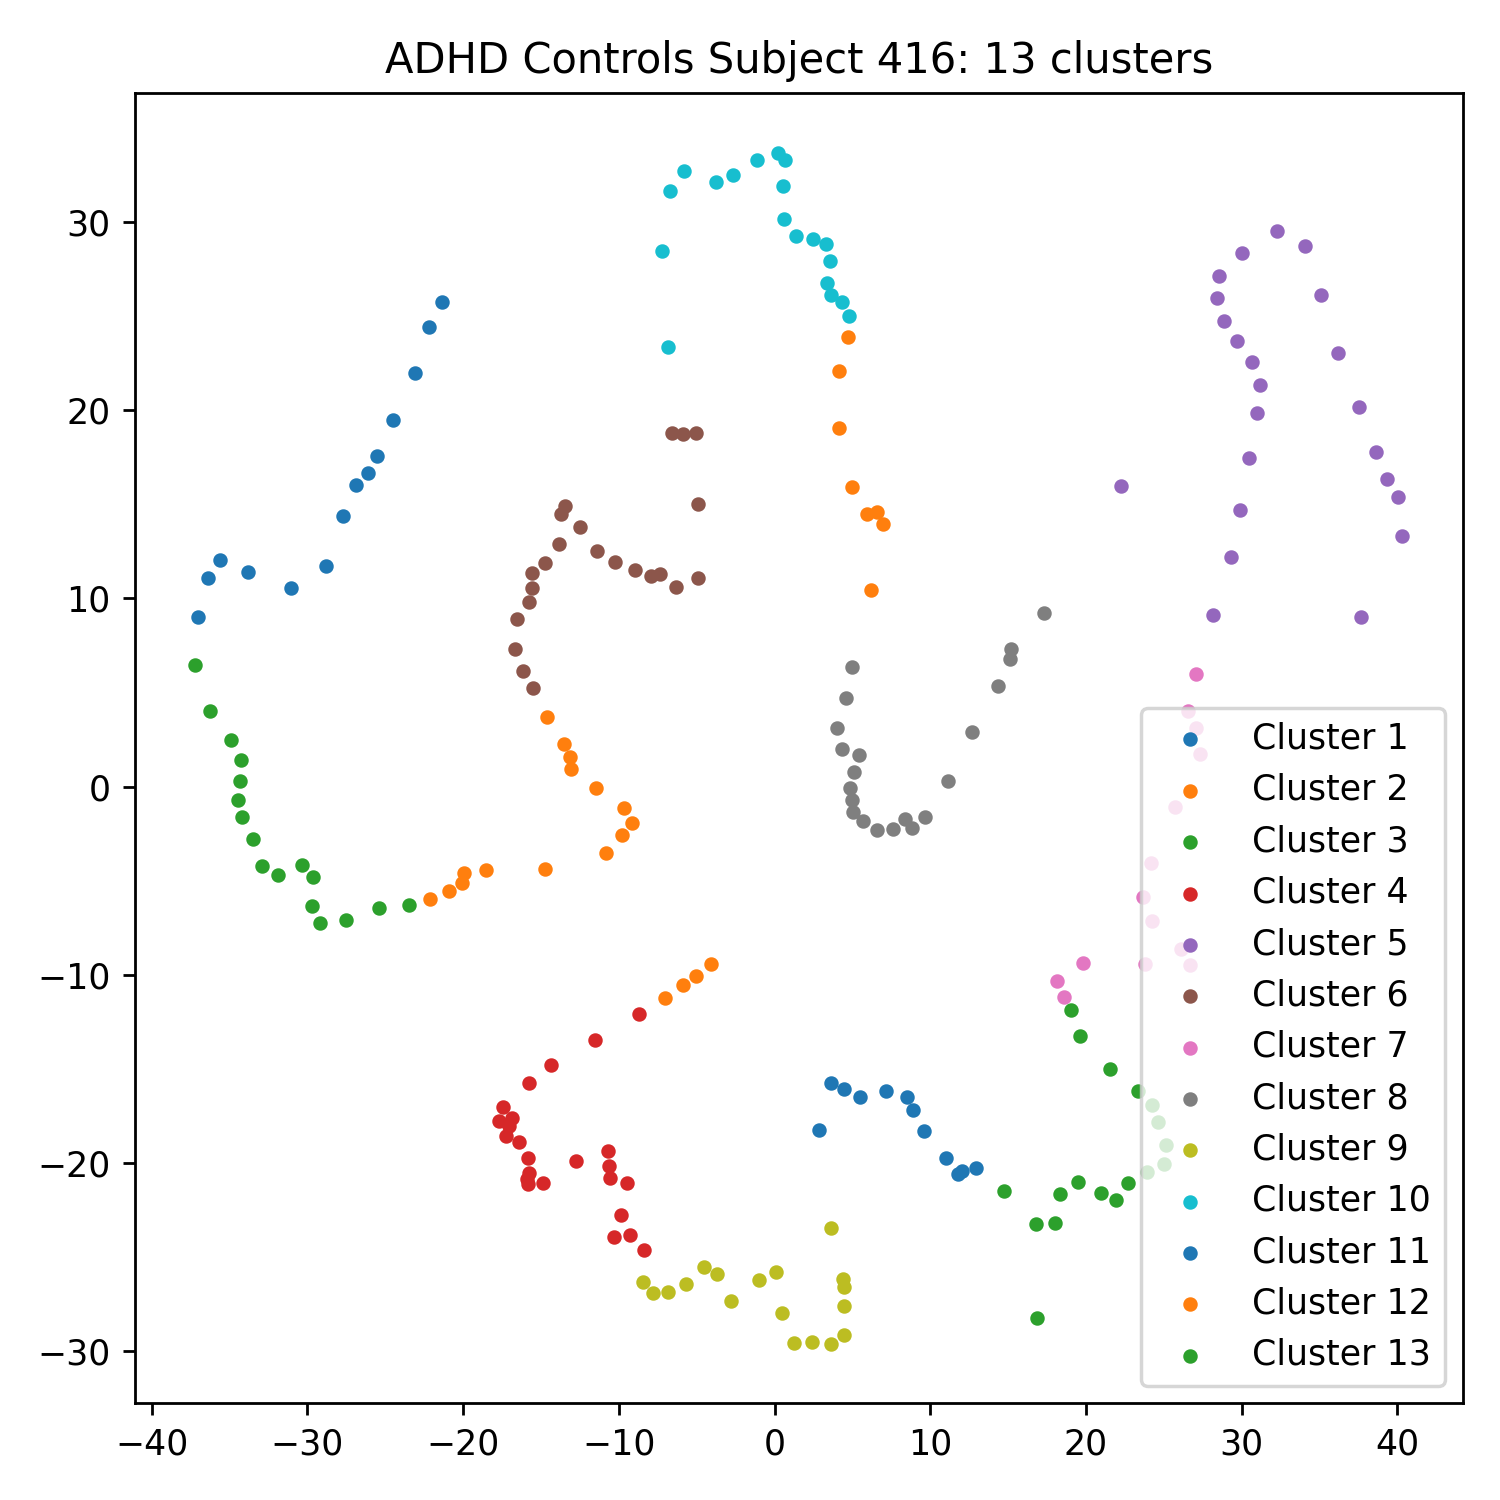 ADHD Controls Subject 416: 13 clusters
30
20
10
0
−10
−20
−30
−40 −30 −20 −10 0 10 20 30 40
Cluster 1
Cluster 2
Cluster 3
Cluster 4
Cluster 5
Cluster 6
Cluster 7
Cluster 8
Cluster 9
Cluster 10
Cluster 11
Cluster 12
Cluster 13